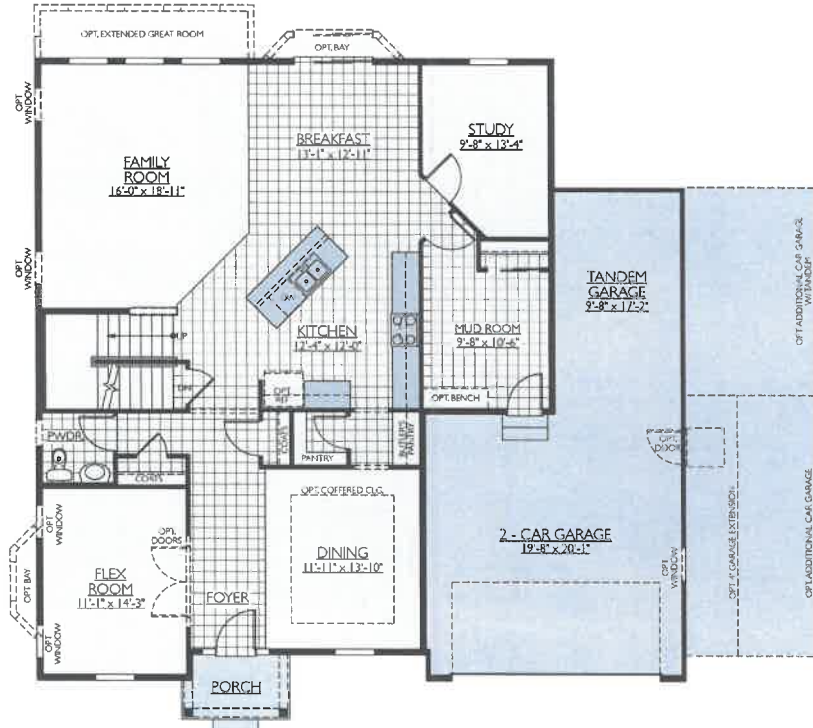 OPT. EXTENDED GREAT ROOM
OPT. BAY
OPT
WINDOW
FAMILY
ROOM
16'-0" x 18'-11"
BREAKFAST
13'-1" x 12'-11"
STUDY
9'-8" x 13'-4"
OPT
WINDOW
TANDEM
GARAGE
9'-8" x 17'-2"
OPT ADDITIONAL CAR GARAGE
W/TANDEM
UP
D.W.
KITCHEN
12'-4" x 12'-0"
MUD ROOM
9'-8" x 10'-6"
DN
OPT
REF
OPT. BENCH
PWDR
COATS
COATS
PANTRY
BUTLER'S
PANTRY
OPT.
DOOR
OPT 4' GARAGE EXTENSION
OPT ADDITIONAL CAR GARAGE
OPT
WINDOW
OPT.
DOORS
OPT. COFFERED CLG.
2 - CAR GARAGE
19'-8" x 20'-1"
OPT
WINDOW
OPT. BAY
FLEX
ROOM
11'-1" x 14'-3"
DINING
11'-11" x 13'-10"
FOYER
OPT
WINDOW
PORCH